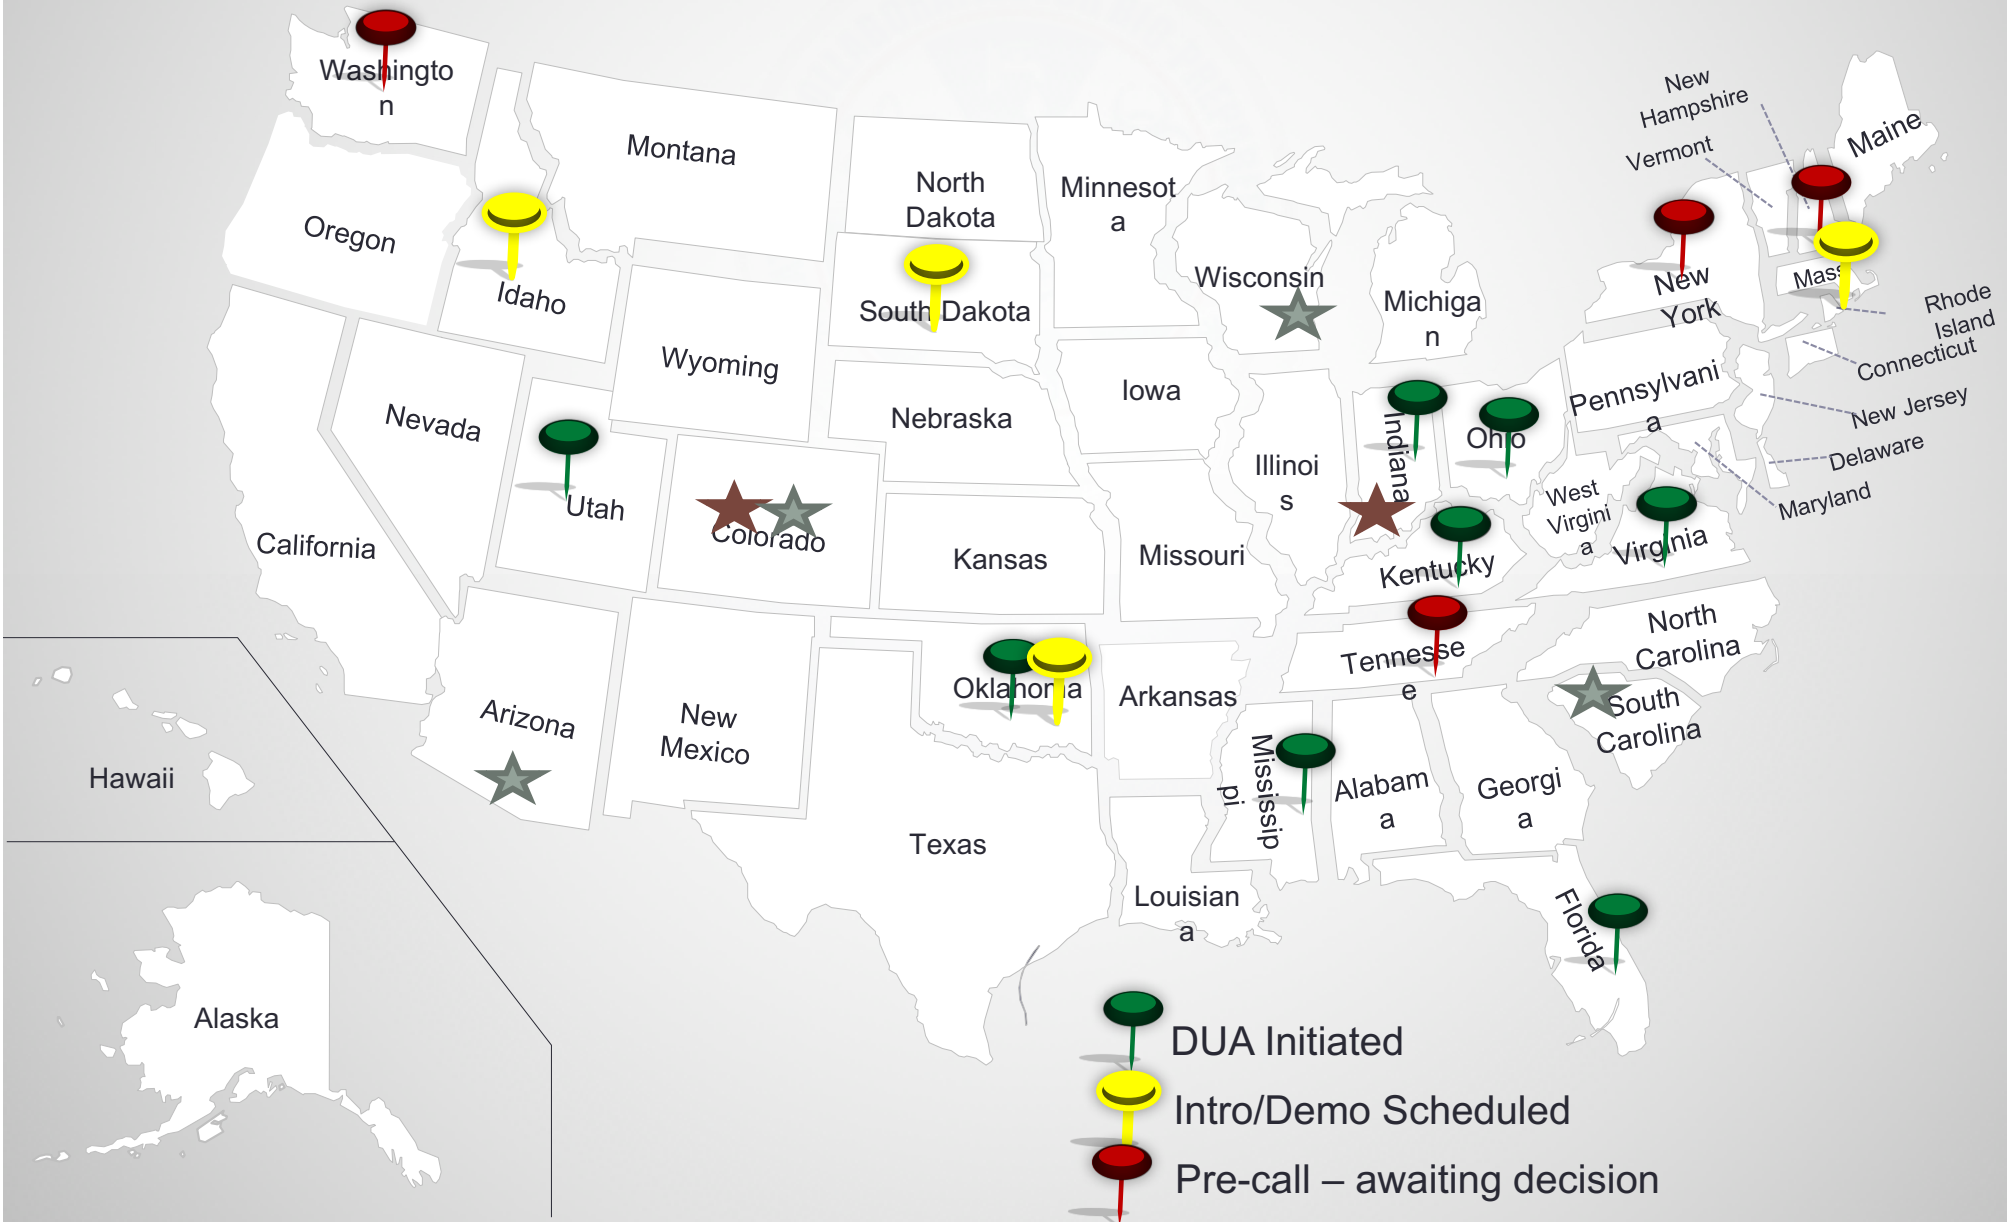 Washingto
n
Montana
North
Dakota
Minnesot
a
New
Hampshire
Vermont
Maine
Oregon
Idaho
South Dakota
Wisconsin
Michiga
n
New
York
Mass
Rhode
Island
Connecticut
Wyoming
Nevada
Nebraska
Iowa
Pennsylvani
a
New Jersey
Delaware
Maryland
Utah
Colorado
Illinoi
s
Indiana
Ohio
West
Virgini
a
Virginia
California
Kansas
Missouri
Kentucky
Tennesse
e
North
Carolina
Arizona
New
Mexico
Oklahoma
Arkansas
South
Carolina
Hawaii
Texas
Mississip
pi
Alabam
a
Georgi
a
Louisian
a
Florida
Alaska
DUA Initiated
Intro/Demo Scheduled
Pre-call – awaiting decision